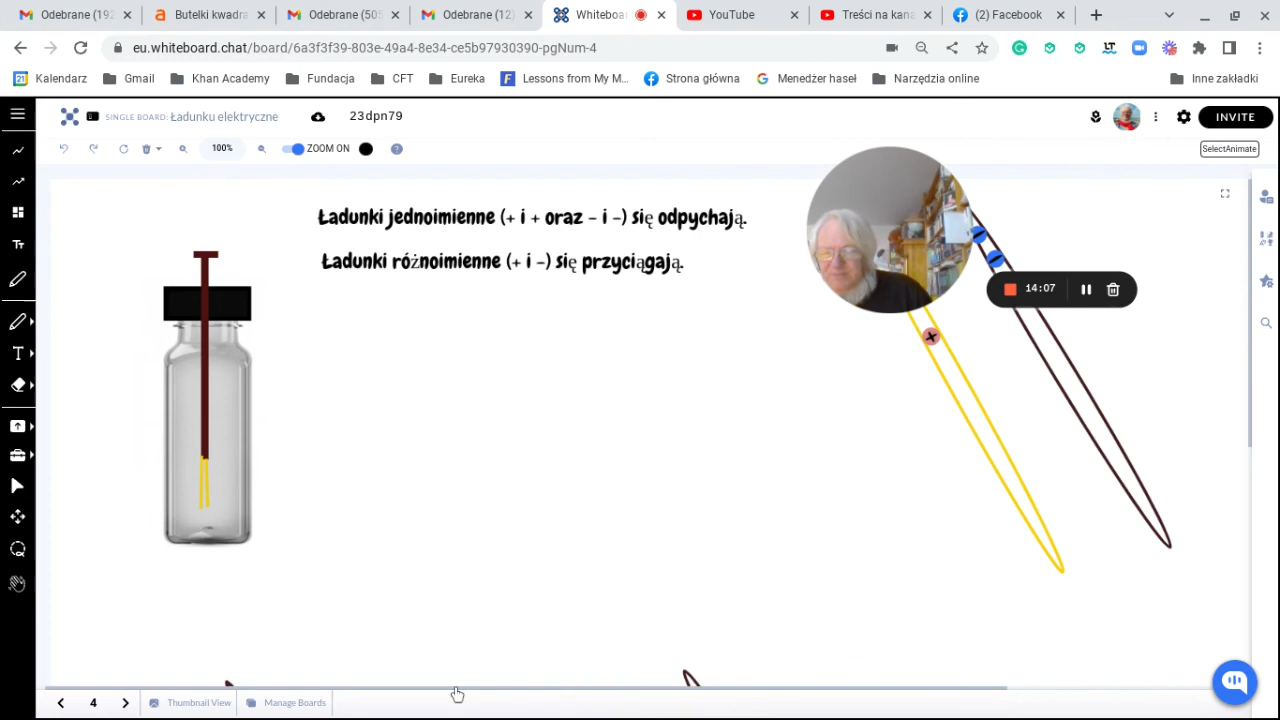 Odebrane (192
Butelki kwadra
Odebrane (505
Odebrane (12)
Whiteboa
YouTube
Treści na kana
(2) Facebook
eu.whiteboard.chat/board/6a3f3f39-803e-49a4-8e34-ce5b97930390-pgNum-4
Kalendarz
Gmail
Khan Academy
Fundacja
CFT
Eureka
Lessons from My M...
Strona główna
Menedżer haseł
Narzędzia online
Inne zakładki
SINGLE BOARD: Ładunku elektryczne
23dpn79
INVITE
100%
ZOOM ON
SelectAnimate
Ładunki jednoimienne (+ i + oraz - i -) się odpychają.
Ładunki różnoimienne (+ i -) się przyciągają.
14:07
4
Thumbnail View
Manage Boards